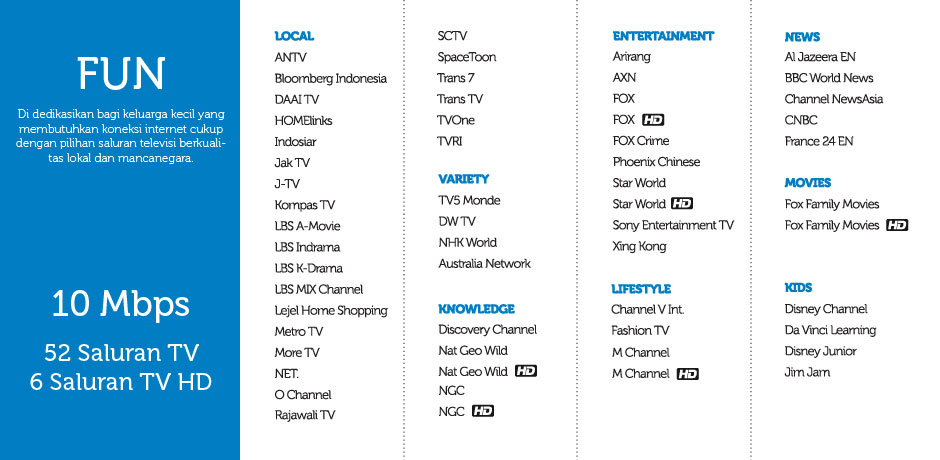 FUN
Di dedikasikan bagi keluarga kecil yang
membutuhkan koneksi internet cukup
dengan pilihan saluran televisi berkuali-
tas lokal dan mancanegara.
10 Mbps
52 Saluran TV
6 Saluran TV HD
LOCAL
ANTV
Bloomberg Indonesia
DAAI TV
HOMElinks
Indosiar
Jak TV
J-TV
Kompas TV
LBS A-Movie
LBS Indrama
LBS K-Drama
LBS MIX Channel
Lejel Home Shopping
Metro TV
More TV
NET.
O Channel
Rajawali TV
SCTV
SpaceToon
Trans 7
Trans TV
TVOne
TVRI
VARIETY
TV5 Monde
DW TV
NHK World
Australia Network
KNOWLEDGE
Discovery Channel
Nat Geo Wild
Nat Geo Wild HD
NGC
NGC HD
ENTERTAINMENT
Arirang
AXN
FOX
FOX HD
FOX Crime
Phoenix Chinese
Star World
Star World HD
Sony Entertainment TV
Xing Kong
LIFESTYLE
Channel V Int.
Fashion TV
M Channel
M Channel HD
NEWS
Al Jazeera EN
BBC World News
Channel NewsAsia
CNBC
France 24 EN
MOVIES
Fox Family Movies
Fox Family Movies HD
KIDS
Disney Channel
Da Vinci Learning
Disney Junior
Jim Jam